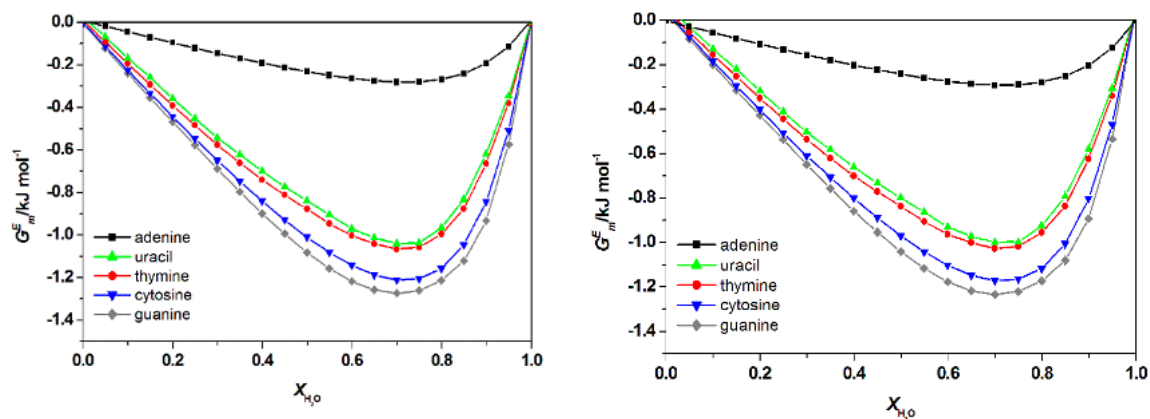 0.0
-0.2
-0.4
-0.6
-0.8
-1.0
-1.2
-1.4
G^E_m/kJ mol^-1
adenine
uracil
thymine
cytosine
guanine
0.0 0.2 0.4 0.6 0.8 1.0
X_H₂O
0.0
-0.2
-0.4
-0.6
-0.8
-1.0
-1.2
-1.4
G^E_m/kJ mol^-1
adenine
uracil
thymine
cytosine
guanine
0.0 0.2 0.4 0.6 0.8 1.0
X_H₂O